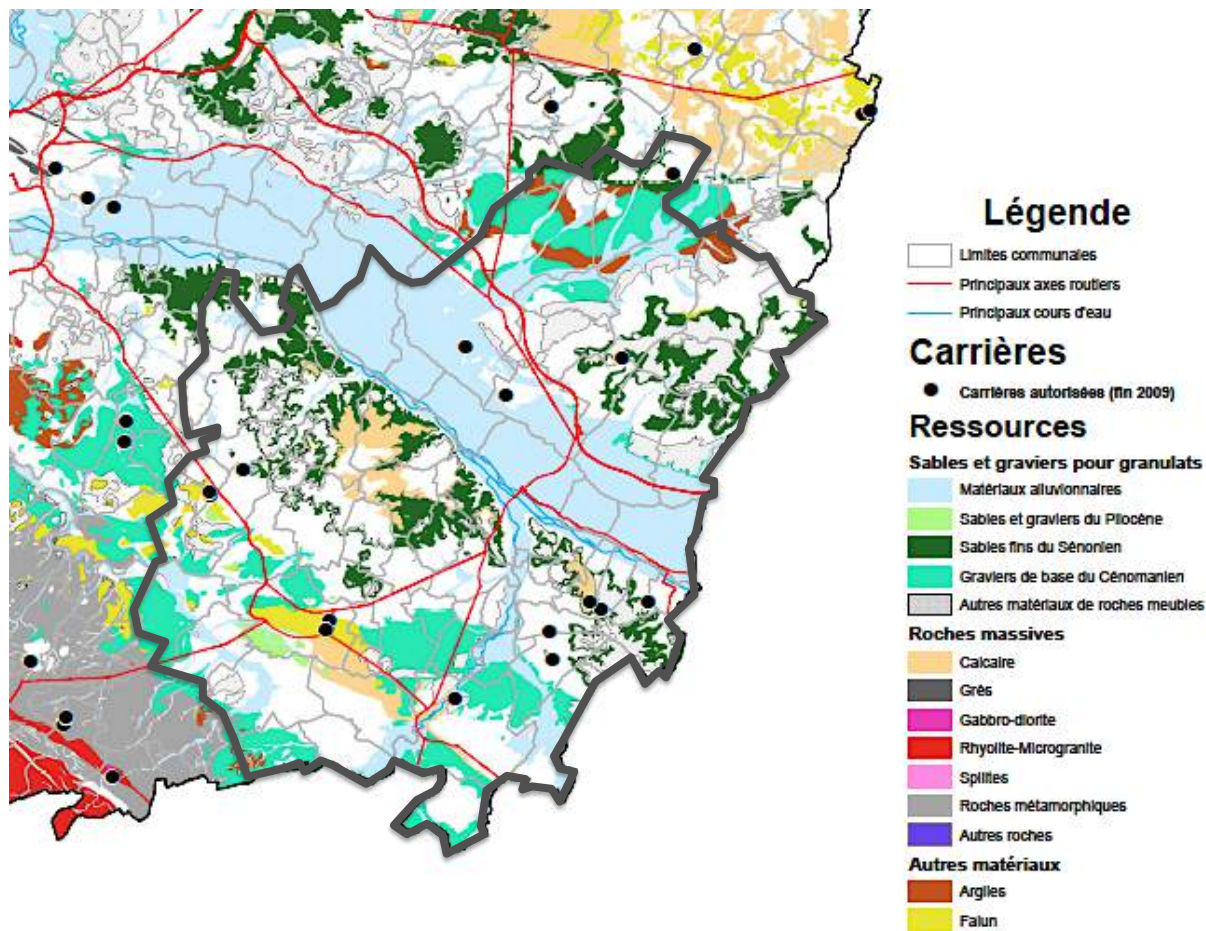 Légende
Limites communales
Principaux axes routiers
Principaux cours d'eau
Carrières
Carrières autorisées (fin 2009)
Ressources
Sables et graviers pour granulats
Matériaux alluvionnaires
Sables et graviers du Pliocène
Sables fins du Sénonien
Graviers de base du Cénomanien
Autres matériaux de roches meubles
Roches massives
Calcaire
Grès
Gabbro-diorite
Rhyolite-Microgranite
Spilites
Roches métamorphiques
Autres roches
Autres matériaux
Argiles
Falun